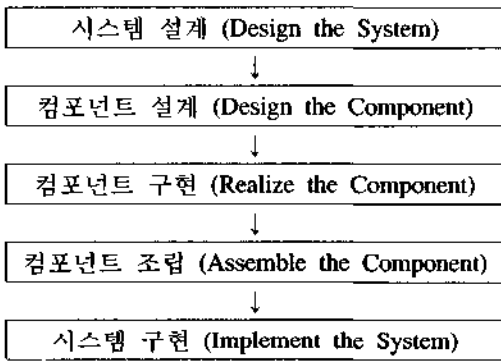 시스템 설계 (Design the System)
컴포넌트 설계 (Design the Component)
컴포넌트 구현 (Realize the Component)
컴포넌트 조립 (Assemble the Component)
시스템 구현 (Implement the System)